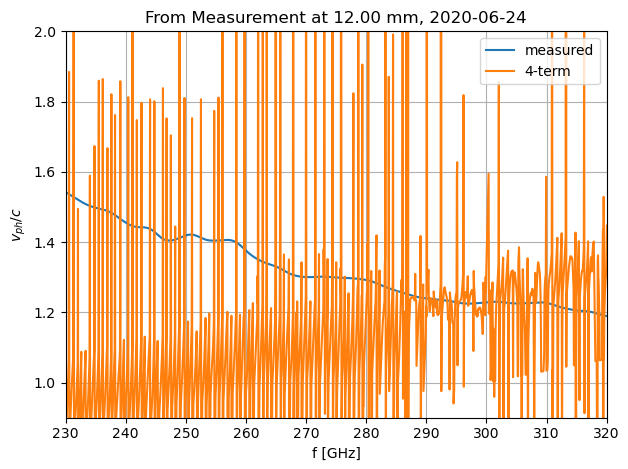 From Measurement at 12.00 mm, 2020-06-24
measured
4-term
2.0
1.8
1.6
1.4
1.2
1.0
v_ph/c
230 240 250 260 270 280 290 300 310 320
f [GHz]